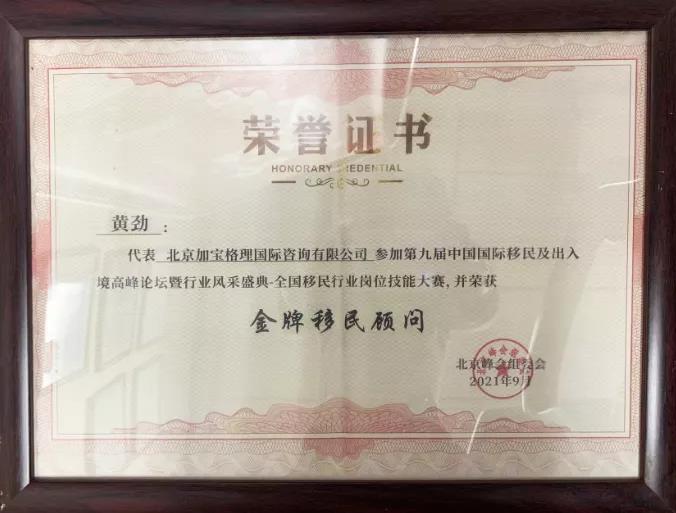 荣誉证书
HONORARY CREDENTIAL
黄劲：
代表 北京加宝格理国际咨询有限公司 参加第九届中国国际移民及出入
境高峰论坛暨行业风采盛典-全国移民行业岗位技能大赛, 并荣获
金牌移民顾问
北京峰会组委会
2021年9月